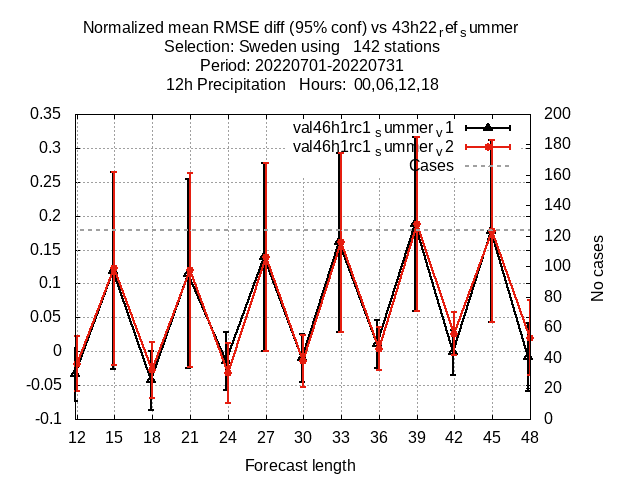 Normalized mean RMSE diff (95% conf) vs 43h22refsummer
Selection: Sweden using   142 stations
Period: 20220701-20220731
12h Precipitation   Hours:  00,06,12,18
val46h1rc1summerv1
val46h1rc1summerv2
Cases
0.35
0.3
0.25
0.2
0.15
0.1
0.05
0
-0.05
-0.1
200
180
160
140
120
100
80
60
40
20
0
No cases
12 15 18 21 24 27 30 33 36 39 42 45 48
Forecast length